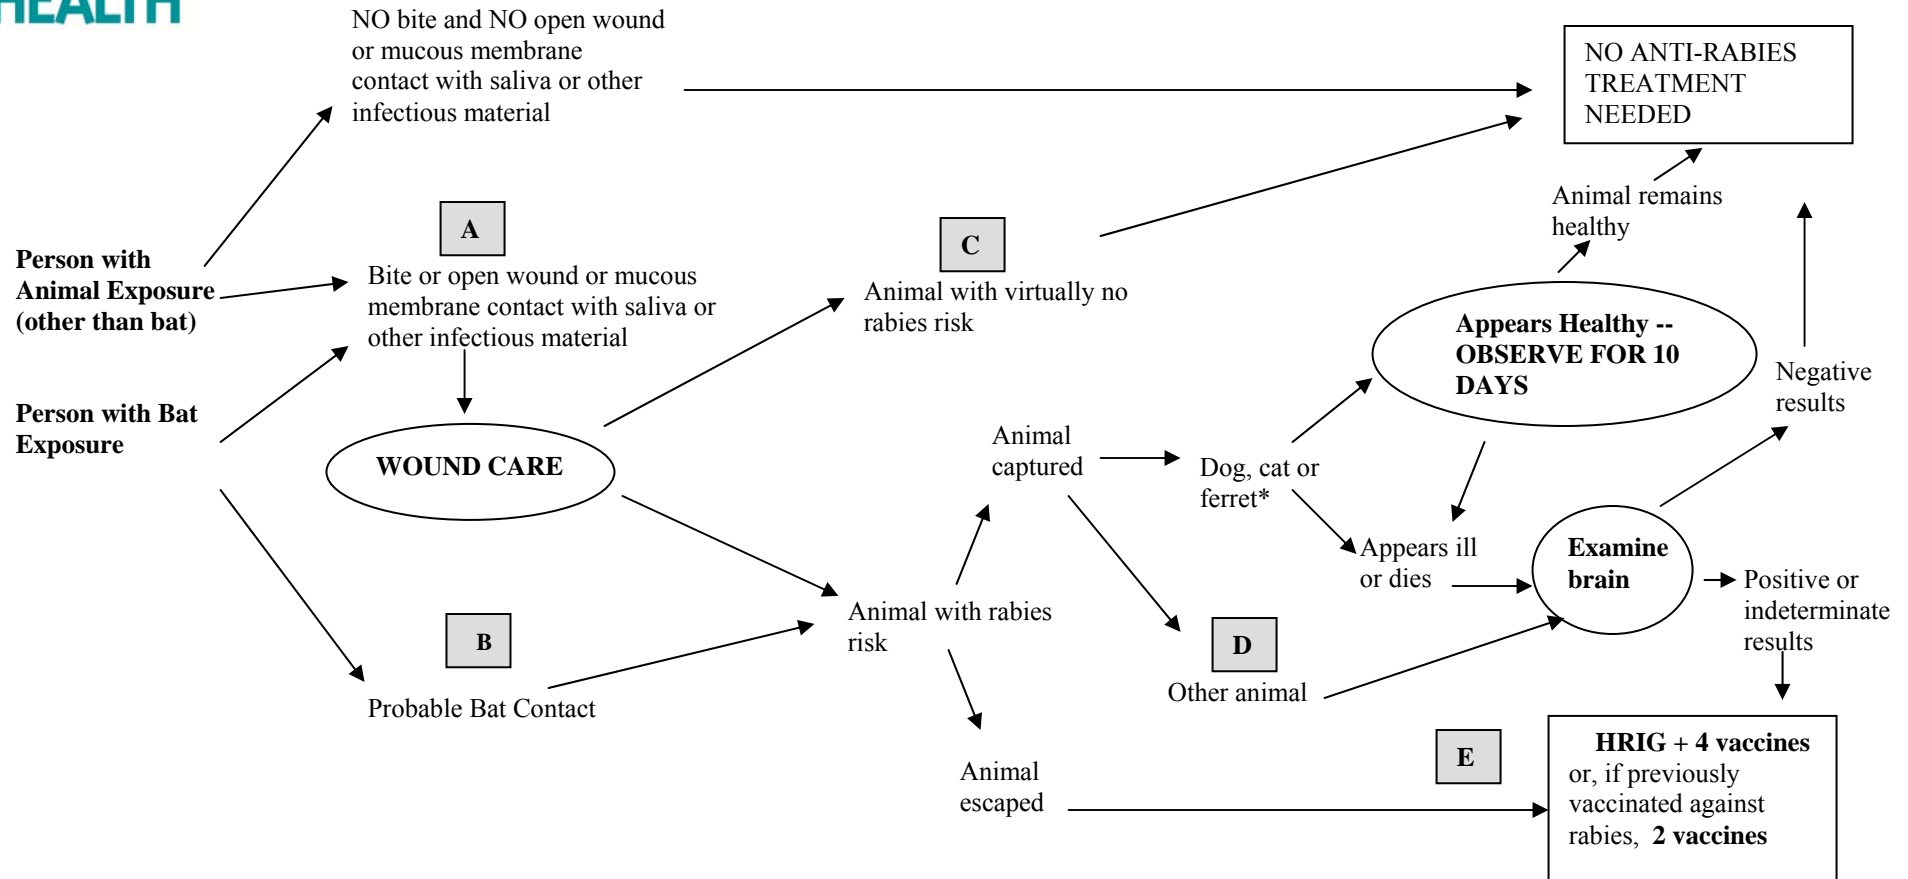 HEALTH
NO bite and NO open wound
or mucous membrane
contact with saliva or other
infectious material
NO ANTI-RABIES
TREATMENT
NEEDED
Person with
Animal Exposure
(other than bat)
A
Bite or open wound or mucous
membrane contact with saliva or
other infectious material
Person with Bat
Exposure
WOUND CARE
B
Probable Bat Contact
C
Animal with virtually no
rabies risk
Animal with rabies
risk
Animal
captured
Animal
escaped
Dog, cat or
ferret*
D
Other animal
Appears Healthy --
OBSERVE FOR 10
DAYS
Animal remains
healthy
Appears ill
or dies
Examine
brain
Negative
results
Positive or
indeterminate
results
E
HRIG + 4 vaccines
or, if previously
vaccinated against
rabies, 2 vaccines